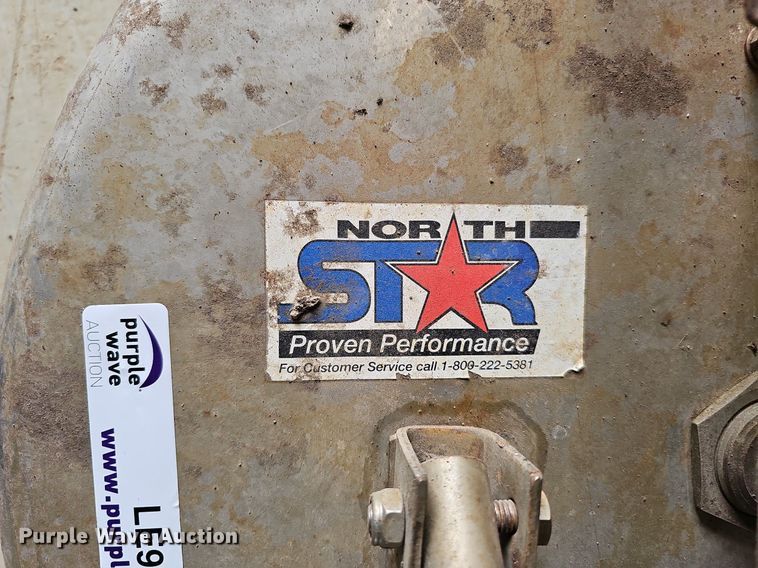 NORTH
STAR
Proven Performance
For Customer Service call 1-800-222-5381
purple
wave
AUCTION
www.purpl
LE9
Purple Wave Auction